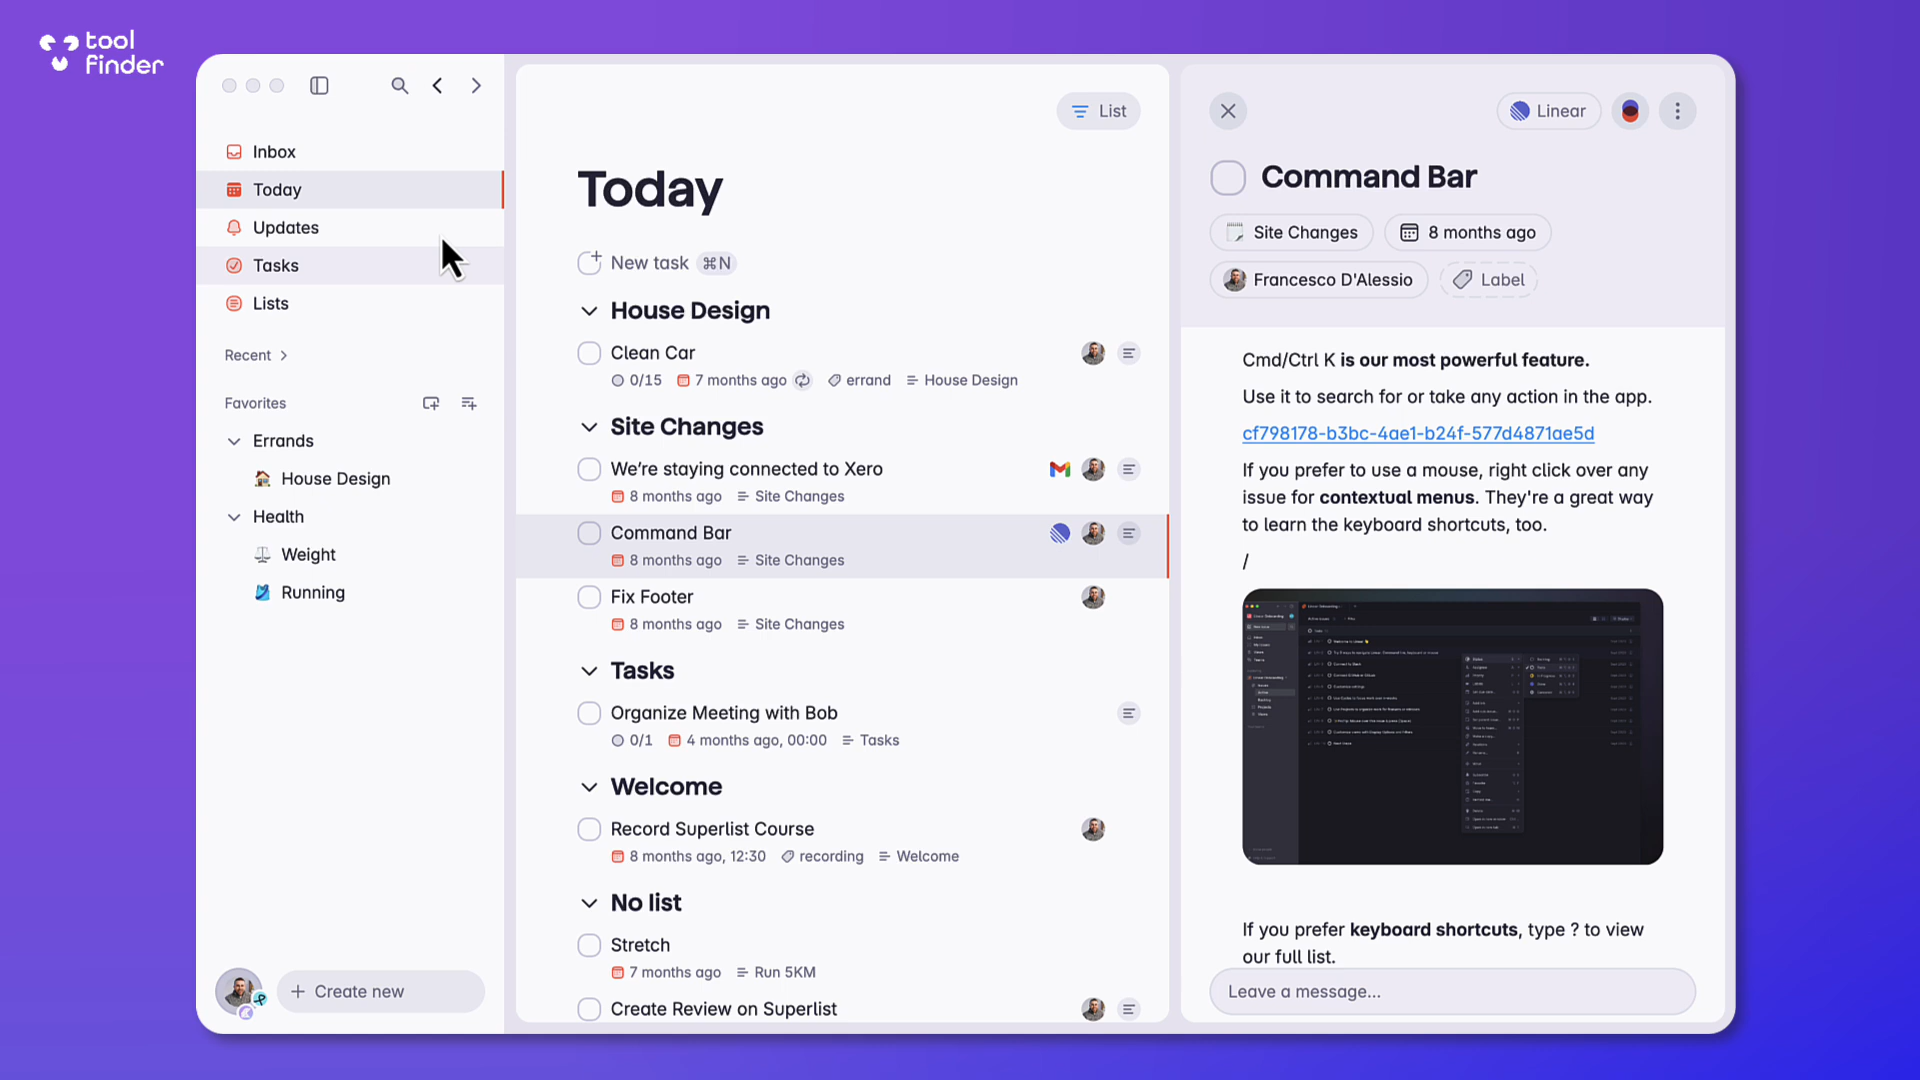 tool
finder
Inbox
Today
Updates
Tasks
Lists
Recent
Favorites
Errands
House Design
Health
Weight
Running
Create new
List
Today
New task ⌘N
House Design
Clean Car
0/15 7 months ago errand House Design
Site Changes
We’re staying connected to Xero
8 months ago Site Changes
Command Bar
8 months ago Site Changes
Fix Footer
8 months ago Site Changes
Tasks
Organize Meeting with Bob
0/1 4 months ago, 00:00 Tasks
Welcome
Record Superlist Course
8 months ago, 12:30 recording Welcome
No list
Stretch
7 months ago Run 5KM
Create Review on Superlist
Linear
Command Bar
Site Changes 8 months ago
Francesco D'Alessio Label
Cmd/Ctrl K is our most powerful feature.
Use it to search for or take any action in the app.
cf798178-b3bc-4ae1-b24f-577d4871ae5d
If you prefer to use a mouse, right click over any
issue for contextual menus. They're a great way
to learn the keyboard shortcuts, too.
/
If you prefer keyboard shortcuts, type ? to view
our full list.
Leave a message...